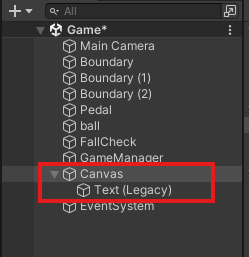 All
Game*
Main Camera
Boundary
Boundary (1)
Boundary (2)
Pedal
ball
FallCheck
GameManager
Canvas
Text (Legacy)
EventSystem